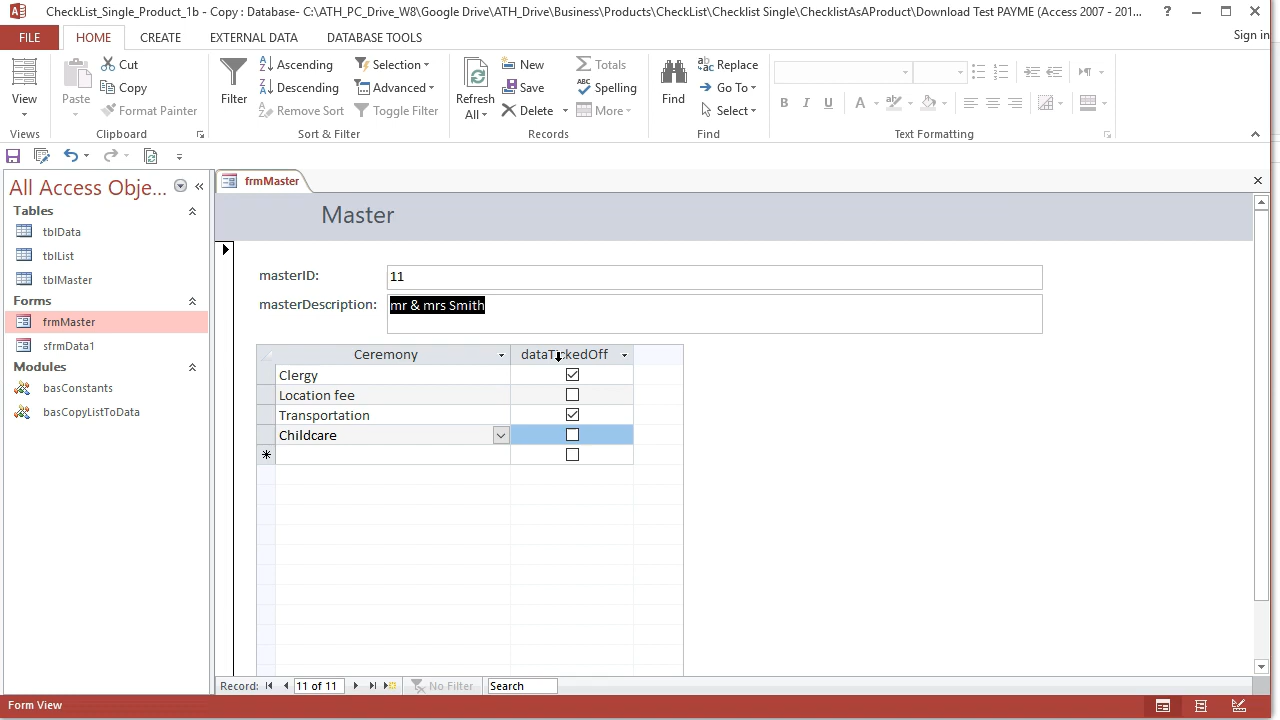 CheckList_Single_Product_1b - Copy : Database- C:\ATH_PC_Drive_W8\GoogleDrive\ATH_Drive\Business\Products\CheckList\Checklist Single\ChecklistAsAProduct\Download Test PAYME (Access 2007 - 201...
?
FILE HOME CREATE EXTERNAL DATA DATABASE TOOLS
Sign in
View
Views
Paste
Cut
Copy
Format Painter
Clipboard
Filter
Ascending
Descending
Remove Sort
Selection
Advanced
Toggle Filter
Sort & Filter
Refresh
All
New
Save
Delete
Totals
Spelling
More
Records
Find
Replace
Go To
Select
Find
B I U A
Text Formatting
All Access Obje...
Tables
tblData
tblList
tblMaster
Forms
frmMaster
sfrmData1
Modules
basConstants
basCopyListToData
frmMaster
Master
masterID: 11
masterDescription: mr & mrs Smith
Ceremony dataTickedOff
Clergy
Location fee
Transportation
Childcare
Record: 11 of 11 No Filter Search
Form View